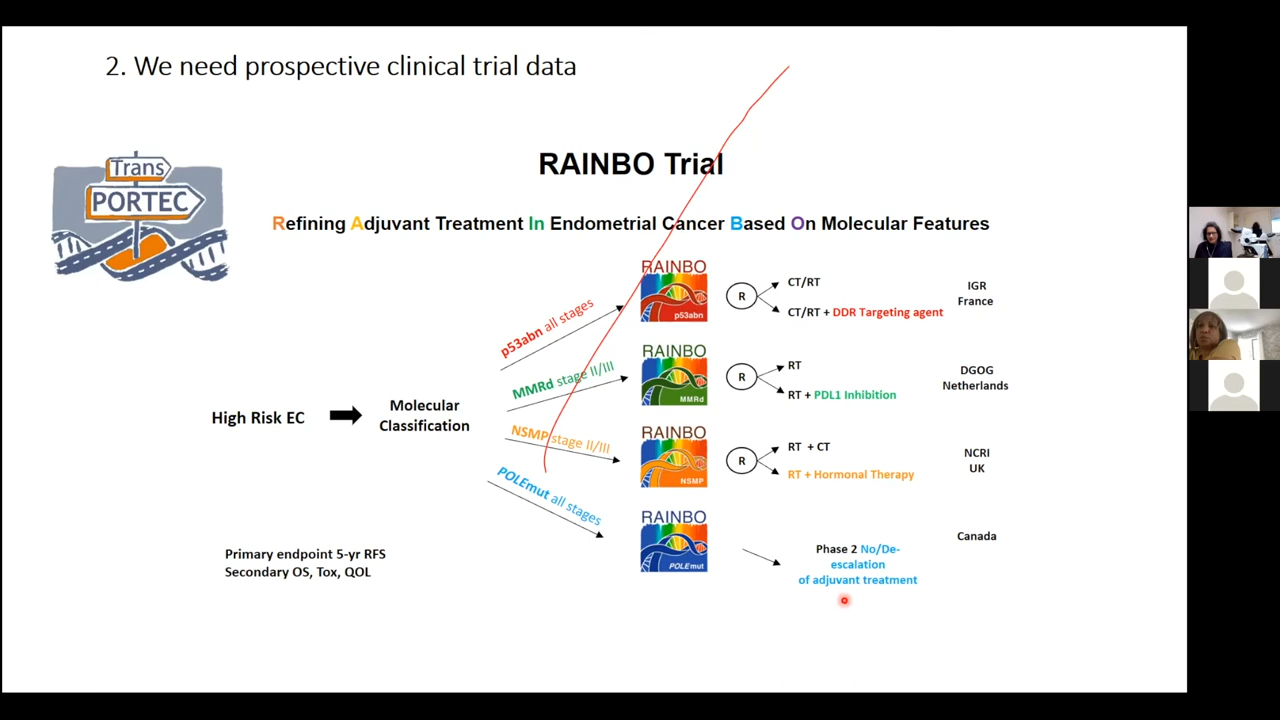 2. We need prospective clinical trial data
Trans
PORTEC
RAINBO Trial
Refining Adjuvant Treatment In Endometrial Cancer Based On Molecular Features
High Risk EC
Molecular
Classification
p53abn all stages
RAINBO
p53abn
R
CT/RT
CT/RT + DDR Targeting agent
IGR
France
MMRd stage II/III
RAINBO
MMRd
R
RT
RT + PDL1 Inhibition
DGOG
Netherlands
NSMP stage II/III
RAINBO
NSMP
R
RT + CT
RT + Hormonal Therapy
NCRI
UK
POLEmut all stages
RAINBO
POLEmut
Phase 2 No/De-
escalation
of adjuvant treatment
Canada
Primary endpoint 5-yr RFS
Secondary OS, Tox, QOL